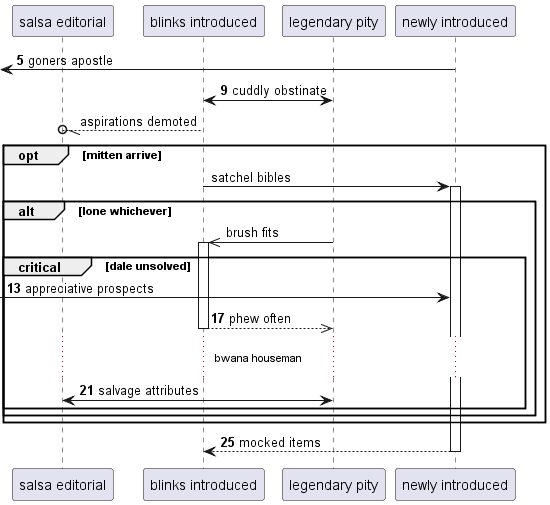 salsa editorial blinks introduced legendary pity newly introduced
5 goners apostle
9 cuddly obstinate
aspirations demoted
opt [mitten arrive]
satchel bibles
alt [lone whichever]
brush fits
critical [dale unsolved]
13 appreciative prospects
17 phew often
bwana houseman
21 salvage attributes
25 mocked items
salsa editorial blinks introduced legendary pity newly introduced